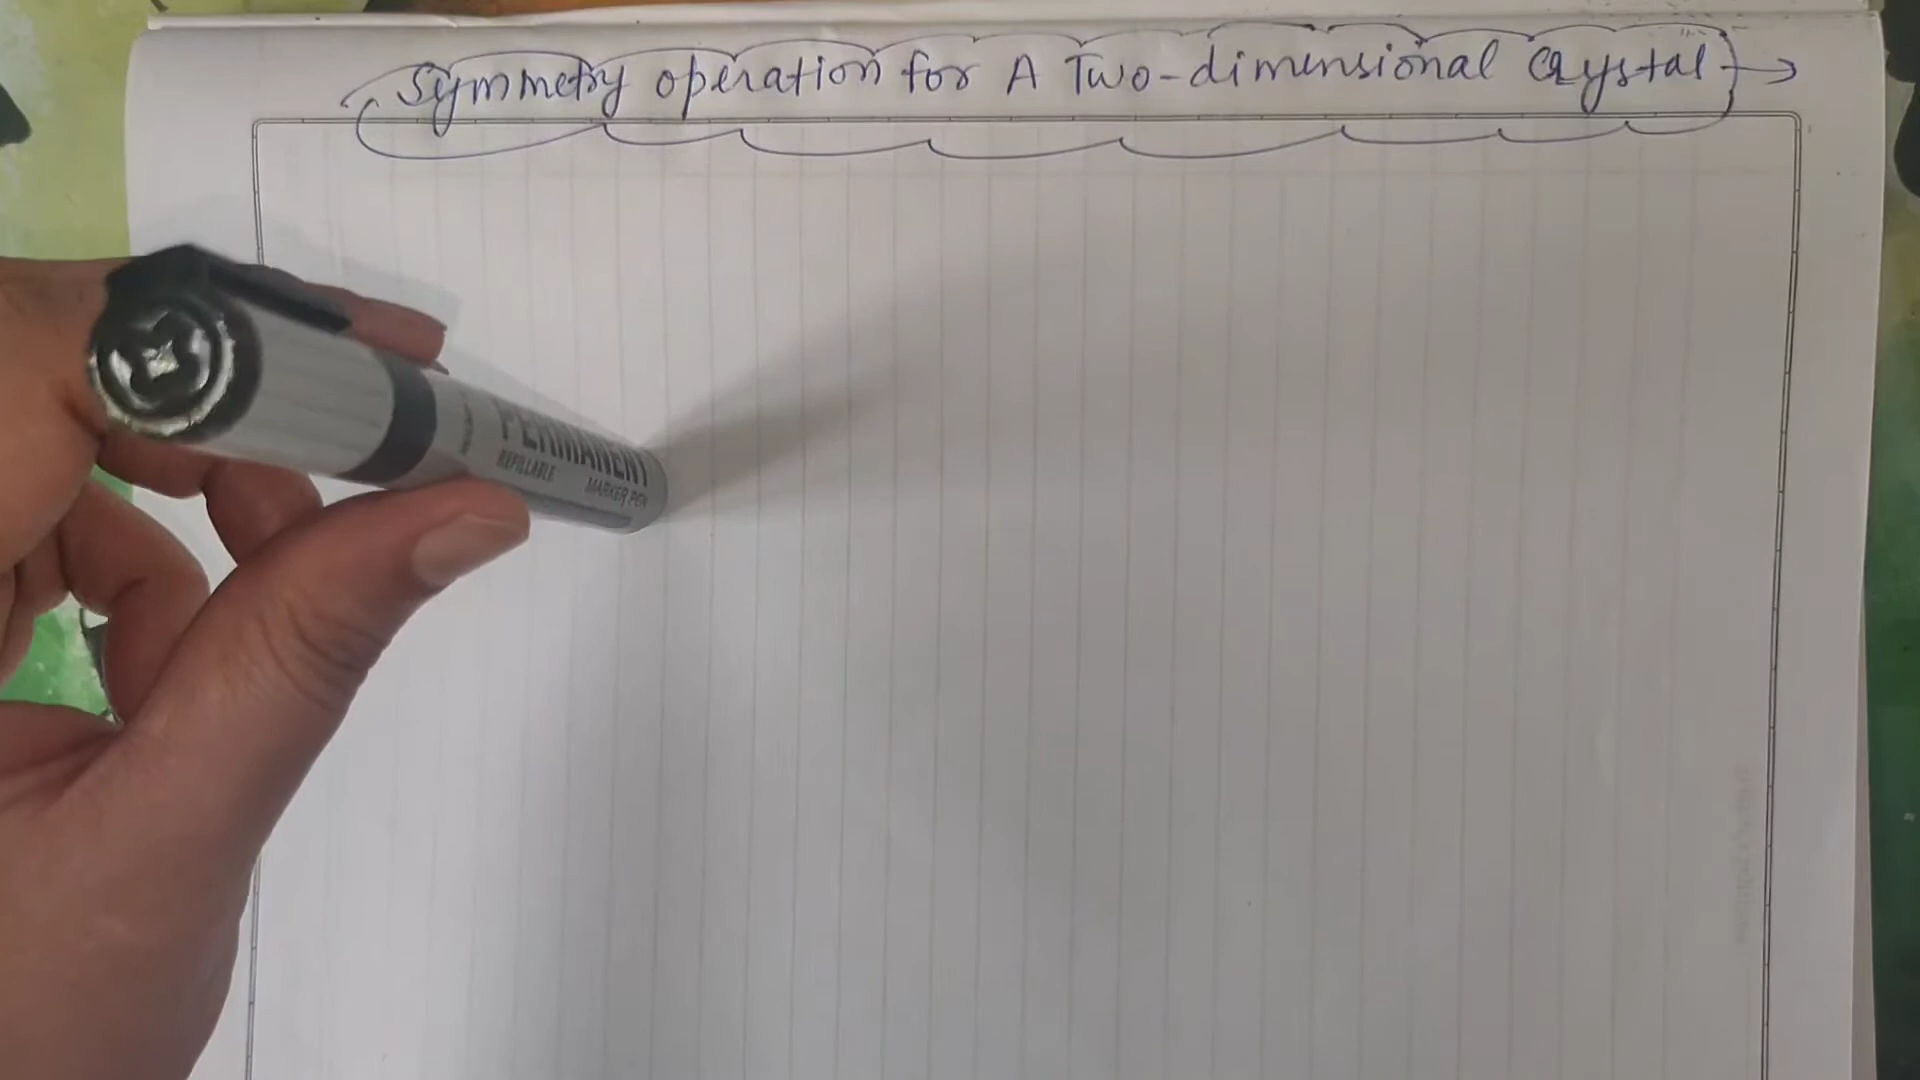 Symmetry operation for A Two-dimensional Crystal →
PERMANENT
REFILLABLE MARKER PEN